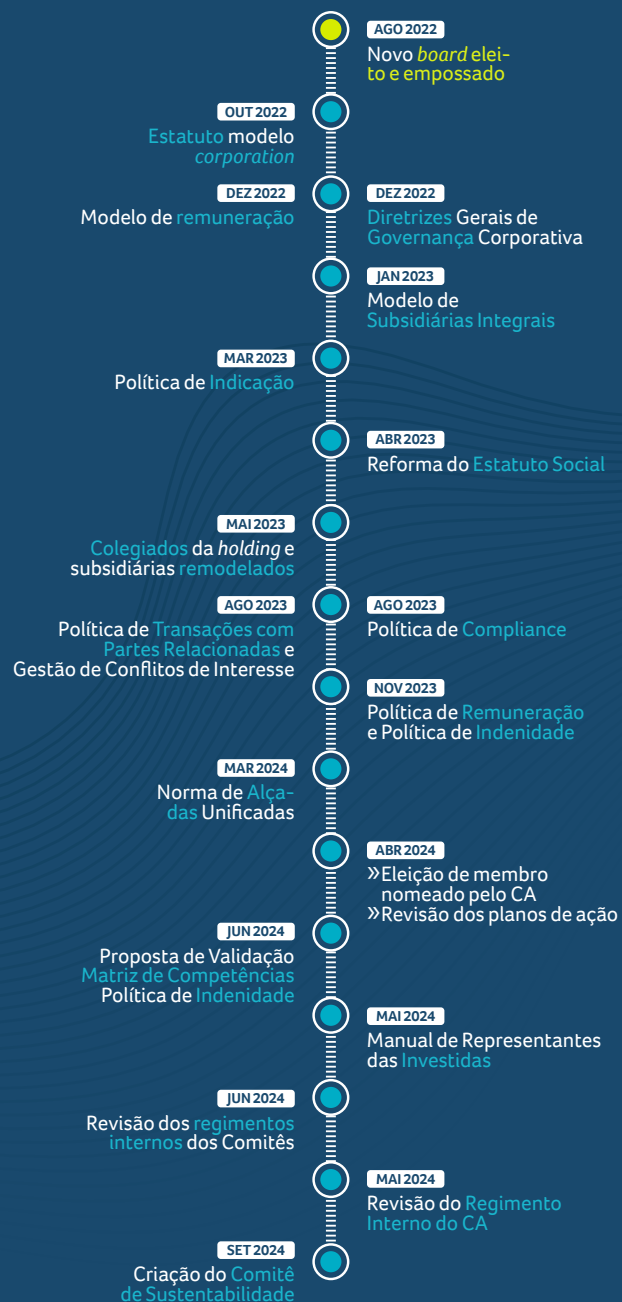 AGO 2022
Novo board elei-
to e empossado
OUT 2022
Estatuto modelo
corporation
DEZ 2022
Modelo de remuneração
DEZ 2022
Diretrizes Gerais de
Governança Corporativa
JAN 2023
Modelo de
Subsidiárias Integrais
MAR 2023
Política de Indicação
ABR 2023
Reforma do Estatuto Social
MAI 2023
Colegiados da holding e
subsidiárias remodelados
AGO 2023
Política de Transações com
Partes Relacionadas e
Gestão de Conflitos de Interesse
AGO 2023
Política de Compliance
NOV 2023
Política de Remuneração
e Política de Indenidade
MAR 2024
Norma de Alça-
das Unificadas
ABR 2024
»Eleição de membro
nomeado pelo CA
»Revisão dos planos de ação
JUN 2024
Proposta de Validação
Matriz de Competências
Política de Indenidade
MAI 2024
Manual de Representantes
das Investidas
JUN 2024
Revisão dos regimentos
internos dos Comitês
MAI 2024
Revisão do Regimento
Interno do CA
SET 2024
Criação do Comitê
de Sustentabilidade